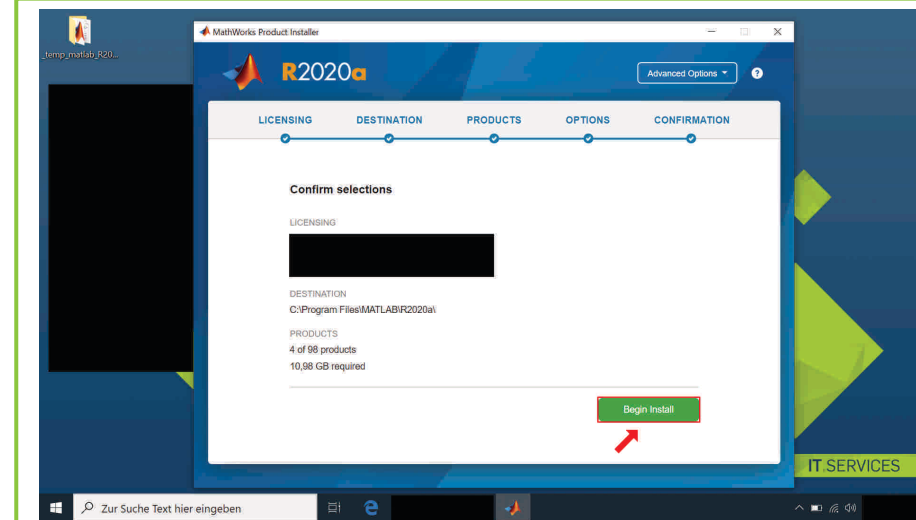 _temp_matlab_R20...
MathWorks Product Installer
R2020a
Advanced Options
?
LICENSING
DESTINATION
PRODUCTS
OPTIONS
CONFIRMATION
Confirm selections
LICENSING
DESTINATION
C:\Program Files\MATLAB\R2020a\
PRODUCTS
4 of 98 products
10,98 GB required
Begin Install
IT.SERVICES
Zur Suche Text hier eingeben